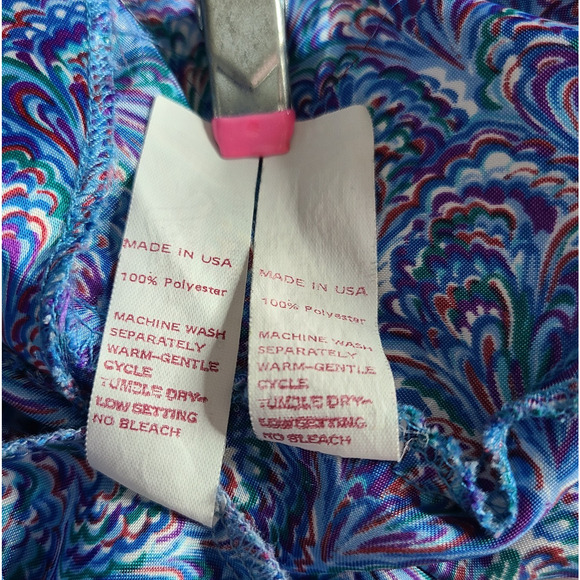 MADE IN USA
100% Polyester
MACHINE WASH
SEPARATELY
WARM-GENTLE
CYCLE
TUMBLE DRY-
LOW SETTING
NO BLEACH
MADE IN USA
100% Polyester
MACHINE WASH
SEPARATELY
WARM-GENTLE
CYCLE
TUMBLE DRY-
LOW SETTING
NO BLEACH